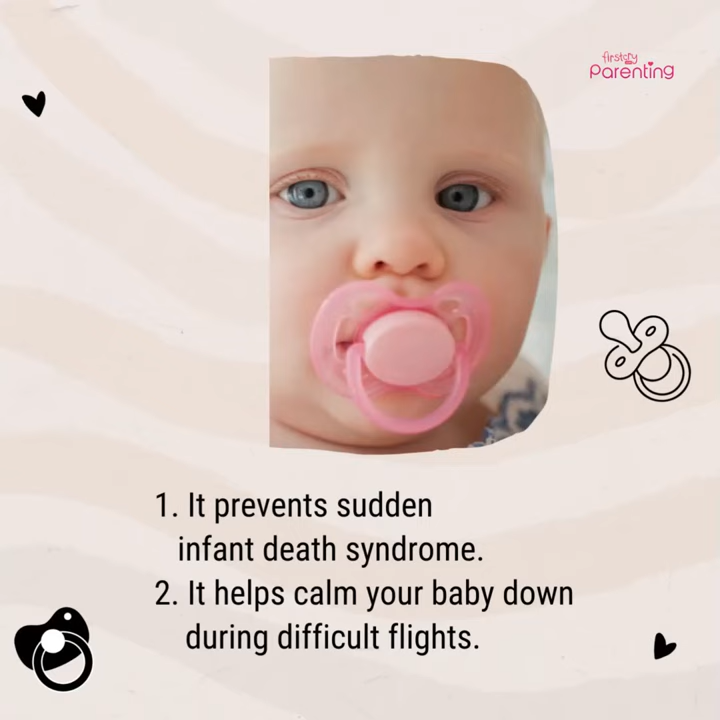 firstcry
Parenting
1. It prevents sudden
infant death syndrome.
2. It helps calm your baby down
during difficult flights.